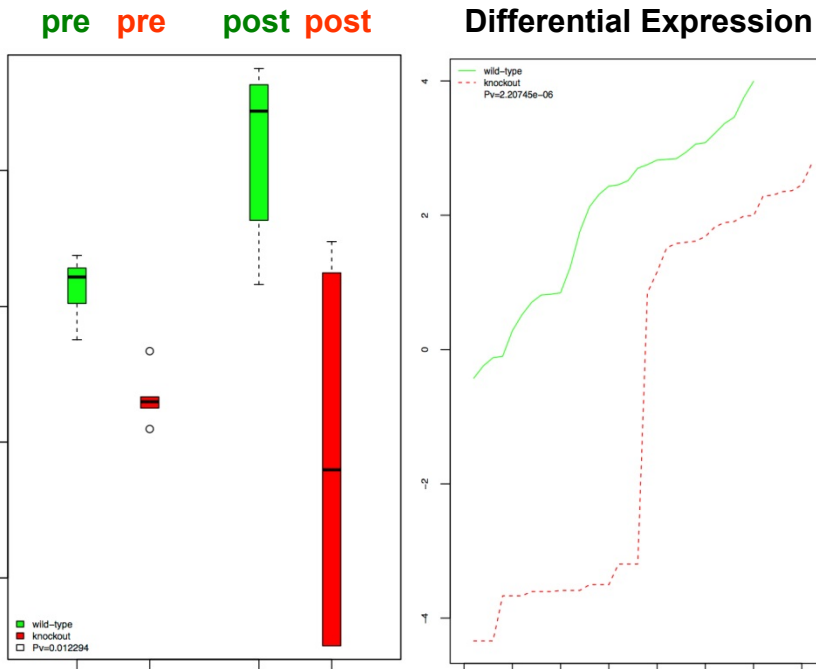 pre pre post post
Differential Expression
wild-type
knockout
Pv=0.012294
4
2
0
-2
-4
wild-type
knockout
Pv=2.20745e-06